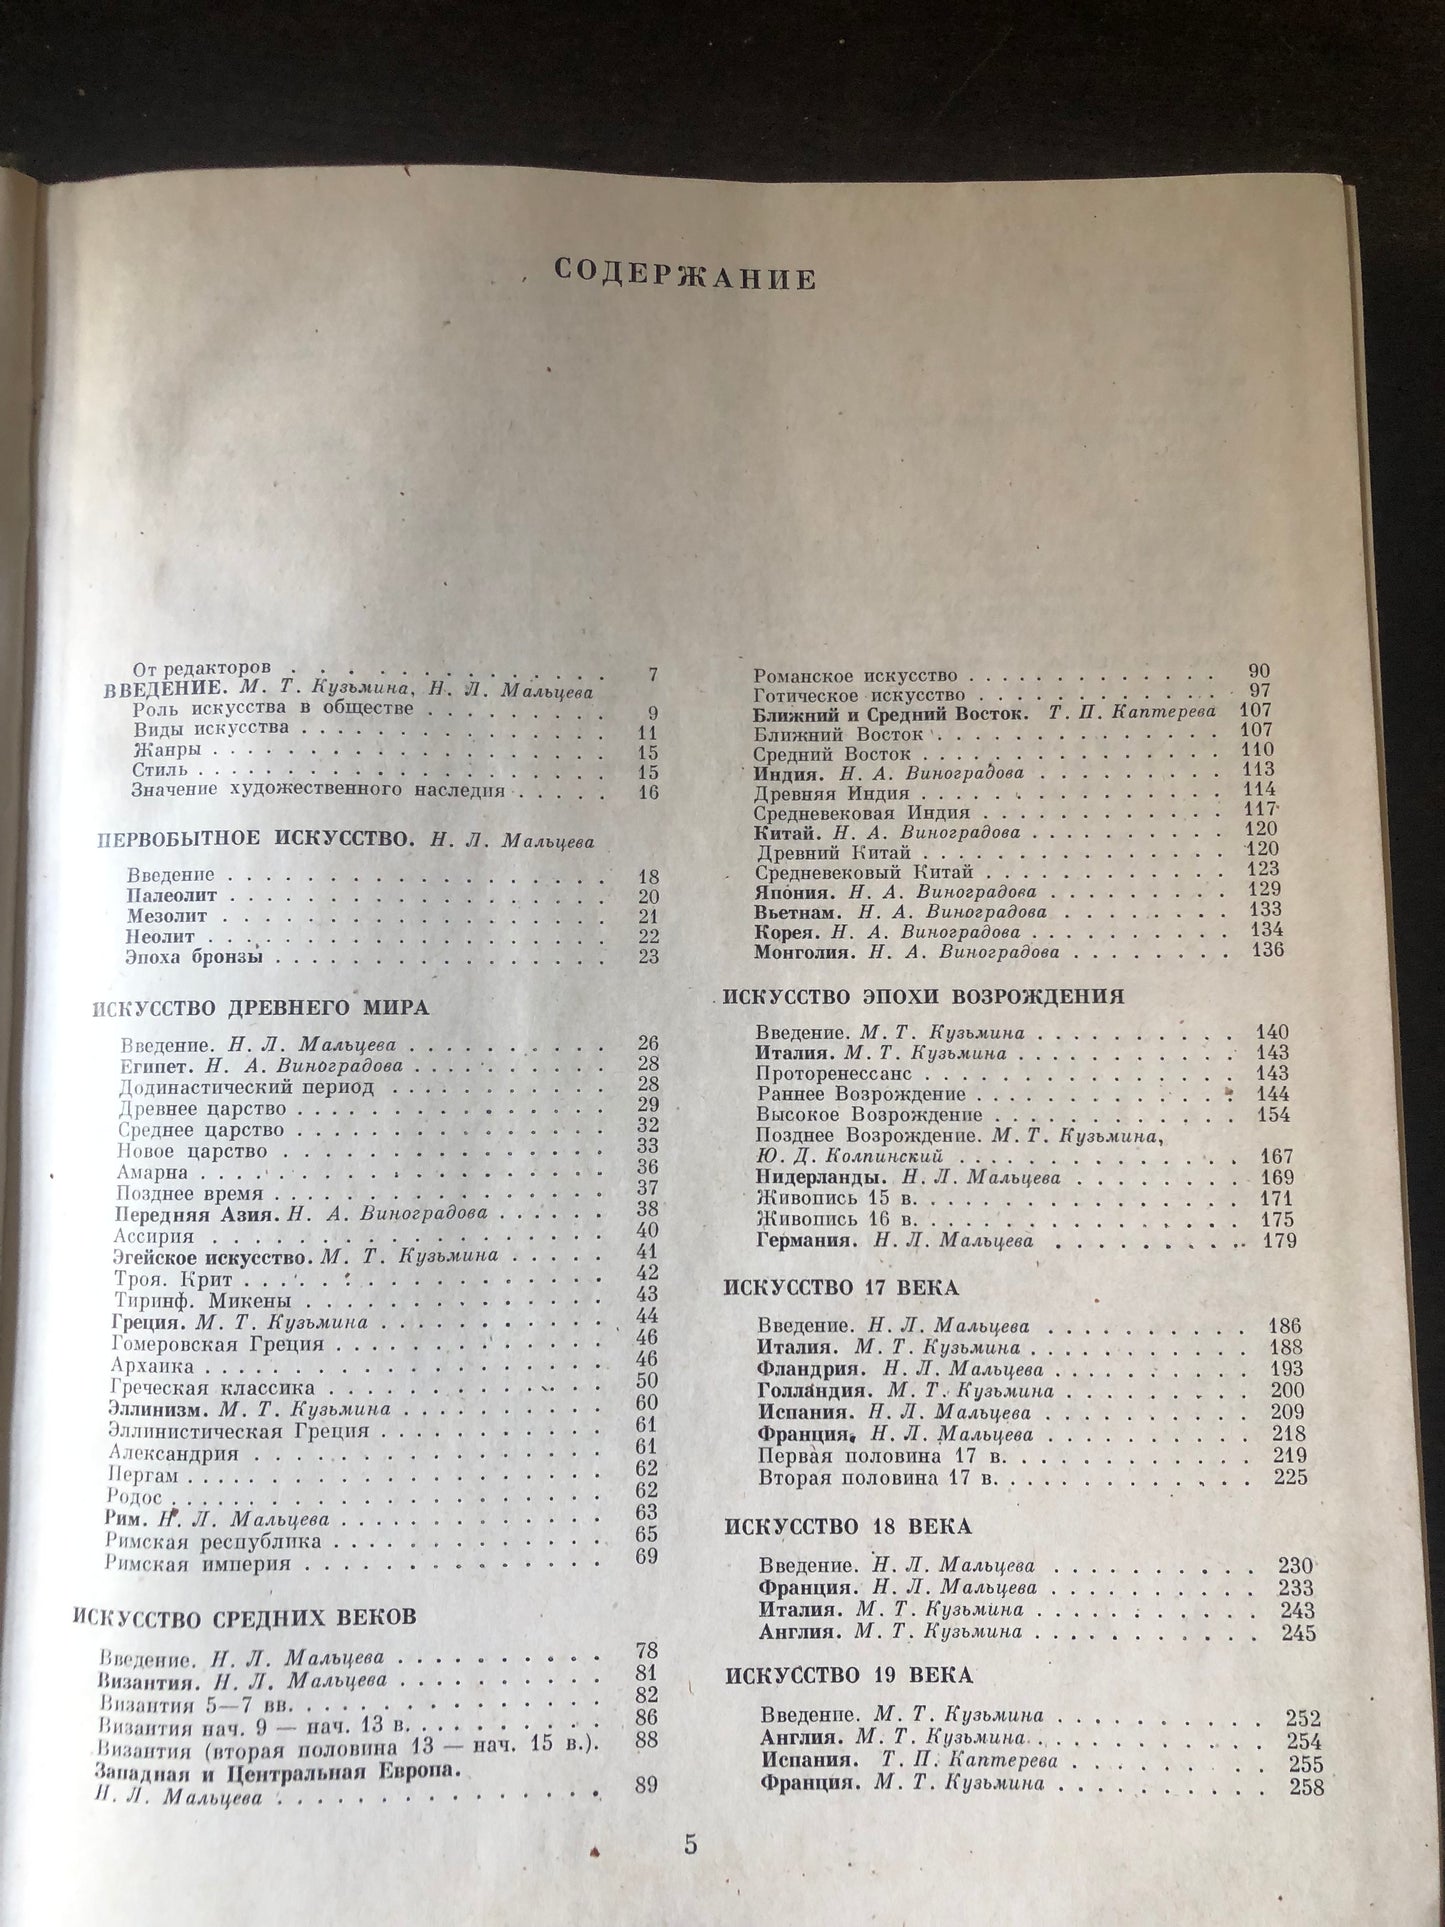 СОДЕРЖАНИЕ
От редакторов . . . . . . . . . . . . . . . . 7
ВВЕДЕНИЕ. М. Т. Кузьмина, Н. Л. Мальцева
Роль искусства в обществе . . . . . . . . . 9
Виды искусства . . . . . . . . . . . . . . . . 11
Жанры . . . . . . . . . . . . . . . . . . . . . 15
Стиль . . . . . . . . . . . . . . . . . . . . . 15
Значение художественного наследия . . . . . 16
ПЕРВОБЫТНОЕ ИСКУССТВО. Н. Л. Мальцева
Введение . . . . . . . . . . . . . . . . . . . 18
Палеолит . . . . . . . . . . . . . . . . . . . 20
Мезолит . . . . . . . . . . . . . . . . . . . 21
Неолит . . . . . . . . . . . . . . . . . . . . 22
Эпоха бронзы . . . . . . . . . . . . . . . . 23
ИСКУССТВО ДРЕВНЕГО МИРА
Введение. Н. Л. Мальцева . . . . . . . . . . 26
Египет. Н. А. Виноградова . . . . . . . . . . 28
Додинастический период . . . . . . . . . . . 28
Древнее царство . . . . . . . . . . . . . . . 29
Среднее царство . . . . . . . . . . . . . . . 32
Новое царство . . . . . . . . . . . . . . . . 33
Амарна . . . . . . . . . . . . . . . . . . . . 36
Позднее время . . . . . . . . . . . . . . . . 37
Передняя Азия. Н. А. Виноградова . . . . . . 38
Ассирия . . . . . . . . . . . . . . . . . . . 40
Эгейское искусство. М. Т. Кузьмина . . . . . 41
Троя. Крит . . . . . . . . . . . . . . . . . . 42
Тиринф. Микены . . . . . . . . . . . . . . . 43
Греция. М. Т. Кузьмина . . . . . . . . . . . 44
Гомеровская Греция . . . . . . . . . . . . . 46
Архаика . . . . . . . . . . . . . . . . . . . 46
Греческая классика . . . . . . . . . . . . . 50
Эллинизм. М. Т. Кузьмина . . . . . . . . . . 60
Эллинистическая Греция . . . . . . . . . . . 61
Александрия . . . . . . . . . . . . . . . . . 61
Пергам . . . . . . . . . . . . . . . . . . . . 62
Родос . . . . . . . . . . . . . . . . . . . . 62
Рим. Н. Л. Мальцева . . . . . . . . . . . . . 63
Римская республика . . . . . . . . . . . . . 65
Римская империя . . . . . . . . . . . . . . . 69
ИСКУССТВО СРЕДНИХ ВЕКОВ
Введение. Н. Л. Мальцева . . . . . . . . . . 78
Византия. Н. Л. Мальцева . . . . . . . . . . 81
Византия 5—7 вв. . . . . . . . . . . . . . . 82
Византия нач. 9 — нач. 13 в. . . . . . . . . 86
Византия (вторая половина 13 — нач. 15 в.). 88
Западная и Центральная Европа.
Н. Л. Мальцева . . . . . . . . . . . . . . . 89
Романское искусство . . . . . . . . . . . . . 90
Готическое искусство . . . . . . . . . . . . . 97
Ближний и Средний Восток. Т. П. Каптерева 107
Ближний Восток . . . . . . . . . . . . . . . 107
Средний Восток . . . . . . . . . . . . . . . 110
Индия. Н. А. Виноградова . . . . . . . . . . 113
Древняя Индия . . . . . . . . . . . . . . . . 114
Средневековая Индия . . . . . . . . . . . . . 117
Китай. Н. А. Виноградова . . . . . . . . . . 120
Древний Китай . . . . . . . . . . . . . . . . 120
Средневековый Китай . . . . . . . . . . . . . 123
Япония. Н. А. Виноградова . . . . . . . . . 129
Вьетнам. Н. А. Виноградова . . . . . . . . . 133
Корея. Н. А. Виноградова . . . . . . . . . . 134
Монголия. Н. А. Виноградова . . . . . . . . 136
ИСКУССТВО ЭПОХИ ВОЗРОЖДЕНИЯ
Введение. М. Т. Кузьмина . . . . . . . . . . 140
Италия. М. Т. Кузьмина . . . . . . . . . . . 143
Проторенессанс . . . . . . . . . . . . . . . 143
Раннее Возрождение . . . . . . . . . . . . . 144
Высокое Возрождение . . . . . . . . . . . . . 154
Позднее Возрождение. М. Т. Кузьмина,
Ю. Д. Колпинский . . . . . . . . . . . . . . 167
Нидерланды. Н. Л. Мальцева . . . . . . . . 169
Живопись 15 в. . . . . . . . . . . . . . . . 171
Живопись 16 в. . . . . . . . . . . . . . . . 175
Германия. Н. Л. Мальцева . . . . . . . . . . 179
ИСКУССТВО 17 ВЕКА
Введение. Н. Л. Мальцева . . . . . . . . . . 186
Италия. М. Т. Кузьмина . . . . . . . . . . . 188
Фландрия. Н. Л. Мальцева . . . . . . . . . . 193
Голландия. М. Т. Кузьмина . . . . . . . . . 200
Испания. Н. Л. Мальцева . . . . . . . . . . 209
Франция. Н. Л. Мальцева . . . . . . . . . . 218
Первая половина 17 в. . . . . . . . . . . . . 219
Вторая половина 17 в. . . . . . . . . . . . . 225
ИСКУССТВО 18 ВЕКА
Введение. Н. Л. Мальцева . . . . . . . . . . 230
Франция. Н. Л. Мальцева . . . . . . . . . . 233
Италия. М. Т. Кузьмина . . . . . . . . . . . 243
Англия. М. Т. Кузьмина . . . . . . . . . . . 245
ИСКУССТВО 19 ВЕКА
Введение. М. Т. Кузьмина . . . . . . . . . . 252
Англия. М. Т. Кузьмина . . . . . . . . . . . 254
Испания. Т. П. Каптерева . . . . . . . . . . 255
Франция. М. Т. Кузьмина . . . . . . . . . . 258
5